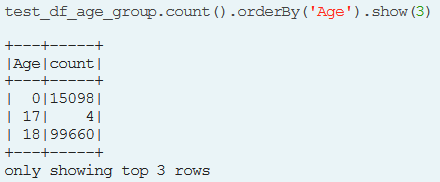 test_df_age_group.count().orderBy('Age').show(3)
+---+-----+
|Age|count|
+---+-----+
|  0|15098|
| 17|    4|
| 18|99660|
+---+-----+
only showing top 3 rows